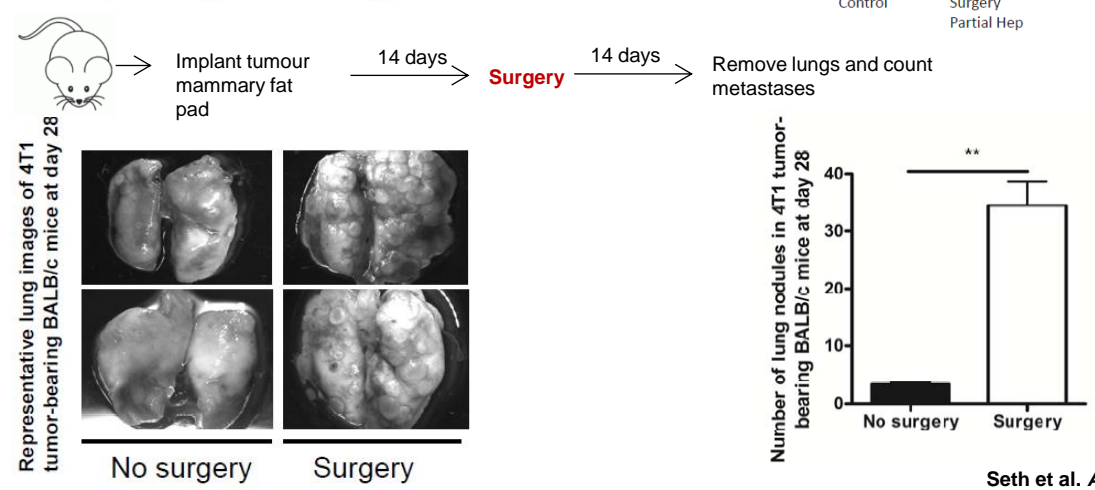 Control
Surgery
Partial Hep
Implant tumour
mammary fat
pad
14 days
Surgery
14 days
Remove lungs and count
metastases
Representative lung images of 4T1
tumor-bearing BALB/c mice at day 28
No surgery
Surgery
Number of lung nodules in 4T1 tumor-
bearing BALB/c mice at day 28
**
40
30
20
10
0
No surgery
Surgery
Seth et al.